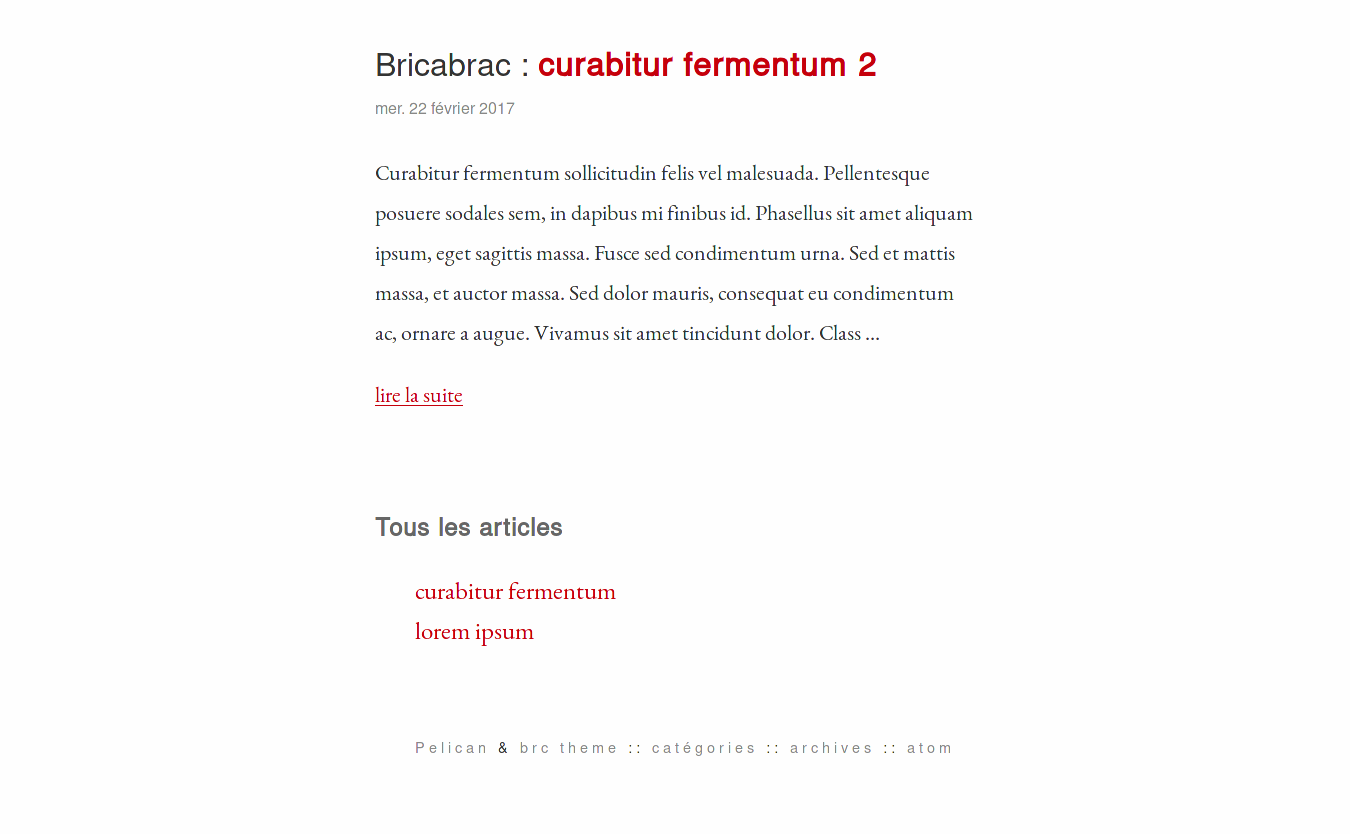 Bricabrac : curabitur fermentum 2
mer. 22 février 2017
Curabitur fermentum sollicitudin felis vel malesuada. Pellentesque
posuere sodales sem, in dapibus mi finibus id. Phasellus sit amet aliquam
ipsum, eget sagittis massa. Fusce sed condimentum urna. Sed et mattis
massa, et auctor massa. Sed dolor mauris, consequat eu condimentum
ac, ornare a augue. Vivamus sit amet tincidunt dolor. Class ...
lire la suite
Tous les articles
curabitur fermentum
lorem ipsum
Pelican & brc theme :: catégories :: archives :: atom